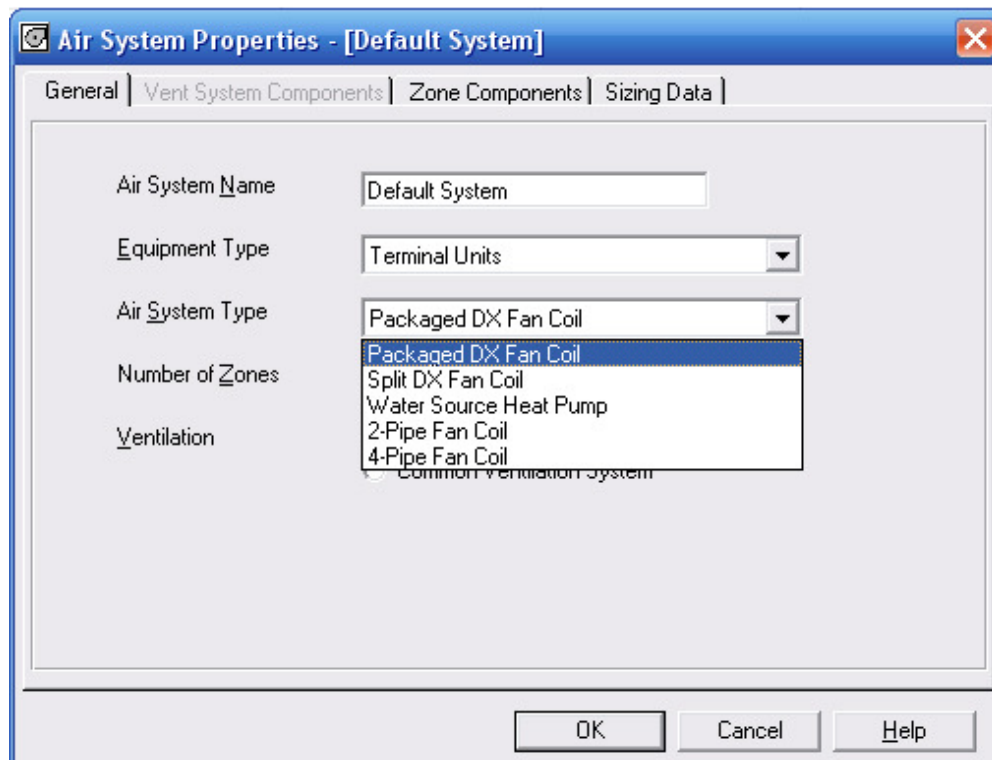 Air System Properties - [Default System]
General Vent System Components Zone Components Sizing Data
Air System Name Default System
Equipment Type Terminal Units
Air System Type Packaged DX Fan Coil
Packaged DX Fan Coil
Split DX Fan Coil
Number of Zones
Water Source Heat Pump
2-Pipe Fan Coil
Ventilation
4-Pipe Fan Coil
Common Ventilation System
OK Cancel Help